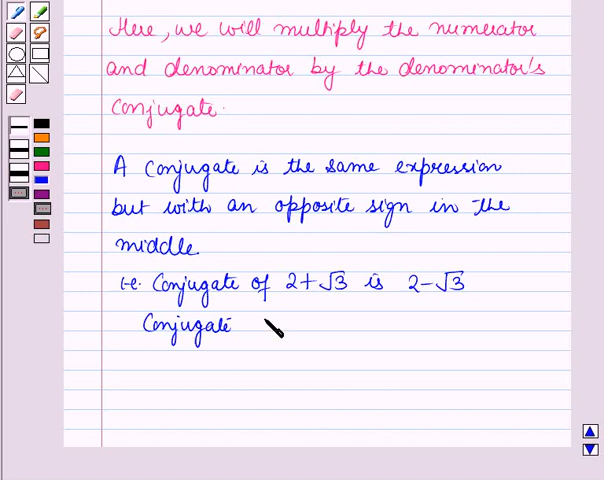 Here, we will multiply the numerator
and denominator by the denominator's
conjugate.
A conjugate is the same expression
but with an opposite sign in the
middle.
i.e. Conjugate of 2+√3 is 2-√3
Conjugate